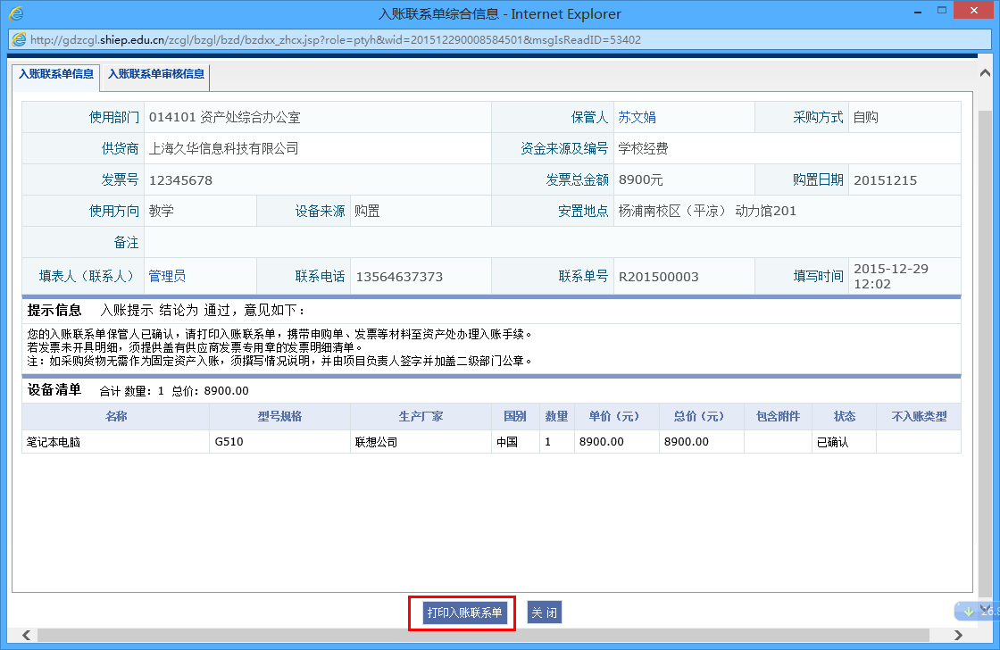 入账联系单综合信息 - Internet Explorer
http://gdzcgl.shiep.edu.cn/zcgl/bzgl/bzd/bzdxx_zhcx.jsp?role=ptyh&wid=201512290008584501&msgIsReadID=53402
入账联系单信息 入账联系单审核信息
使用部门 014101 资产处综合办公室 保管人 苏文娟 采购方式 自购
供货商 上海久华信息科技有限公司 资金来源及编号 学校经费
发票号 12345678 发票总金额 8900元 购置日期 20151215
使用方向 教学 设备来源 购置 安置地点 杨浦南校区（平凉） 动力馆201
备注
填表人（联系人） 管理员 联系电话 13564637373 联系单号 R201500003 填写时间 2015-12-29
12:02
提示信息 入账提示 结论为 通过，意见如下：
您的入账联系单保管人已确认，请打印入账联系单，携带申购单、发票等材料至资产处办理入账手续。
若发票未开具明细，须提供盖有供应商发票专用章的发票明细清单。
注：如采购货物无需作为固定资产入账，须撰写情况说明，并由项目负责人签字并加盖二级部门公章。
设备清单 合计 数量：1 总价：8900.00
名称 型号规格 生产厂家 国别 数量 单价（元） 总价（元） 包含附件 状态 不入账类型
笔记本电脑 G510 联想公司 中国 1 8900.00 8900.00 已确认
打印入账联系单 关 闭